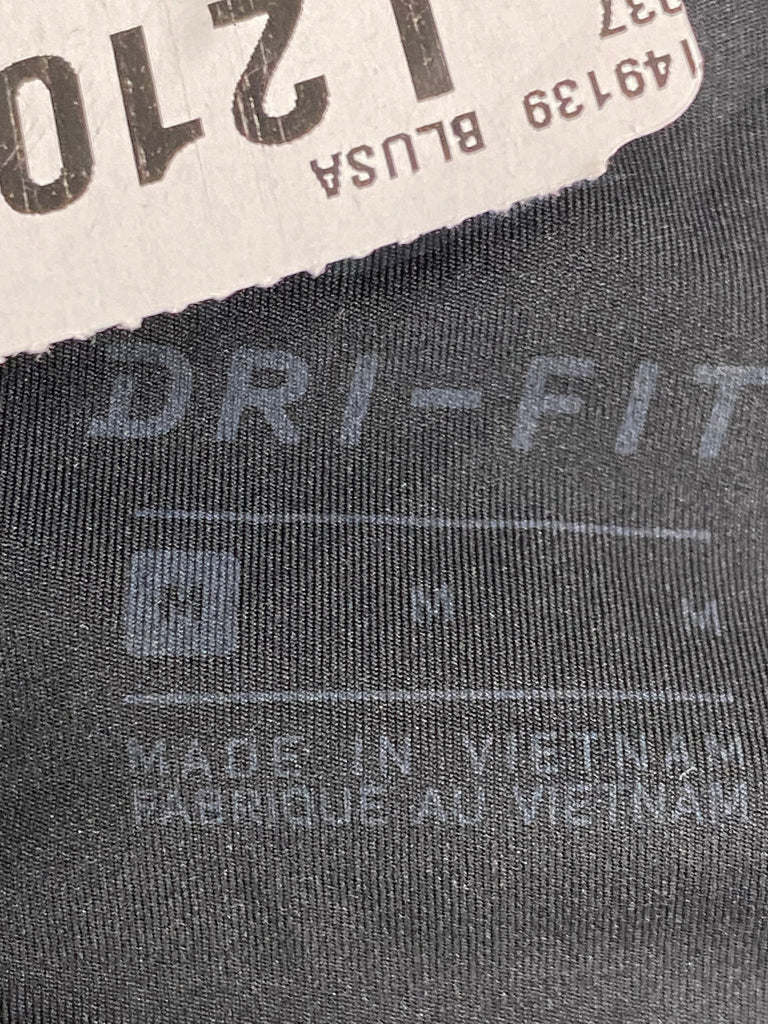 149139 BLUSA
1210
DRI-FIT
M M M
MADE IN VIETNAM
FABRIQUE AU VIETNAM